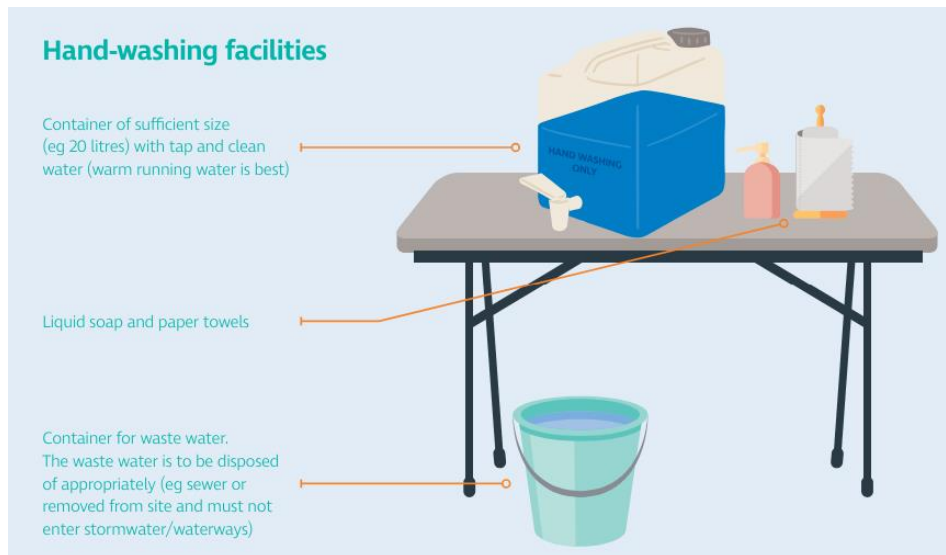 Hand-washing facilities
Container of sufficient size
(eg 20 litres) with tap and clean
water (warm running water is best)
HAND WASHING
ONLY
Liquid soap and paper towels
Container for waste water.
The waste water is to be disposed
of appropriately (eg sewer or
removed from site and must not
enter stormwater/waterways)